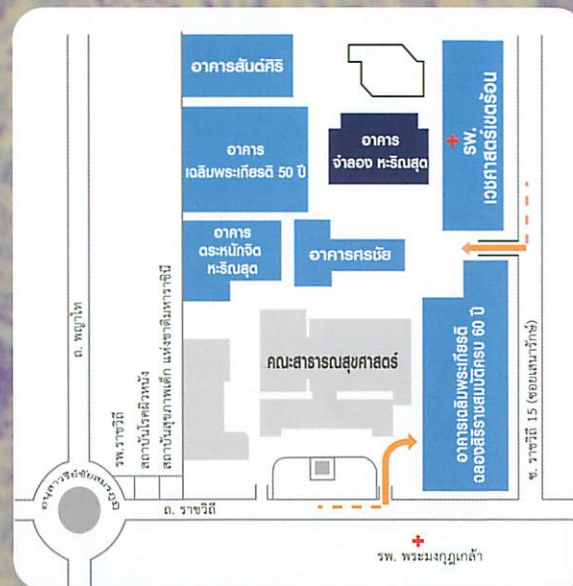 อาคารสันต์ศิริ
อาคาร
เฉลิมพระเกียรติ 50 ปี
อาคาร
จำลอง หะริณสุต
รพ.
เวชศาสตร์เขตร้อน
อาคาร
ตระหนักจิต
หะริณสุต
อาคารศรชัย
คณะสาธารณสุขศาสตร์
อาคารเฉลิมพระเกียรติ
ฉลองสิริราชสมบัติครบ 60 ปี
ซ. ราชวิถี 15 (ซอยเสนารักษ์)
ถ. พญาไท
รพ.ราชวิถี
สถาบันโรคผิวหนัง
สถาบันสุขภาพเด็ก แห่งชาติมหาราชินี
อนุสาวรีย์ชัยสมรภูมิ
ถ. ราชวิถี
รพ. พระมงกุฎเกล้า